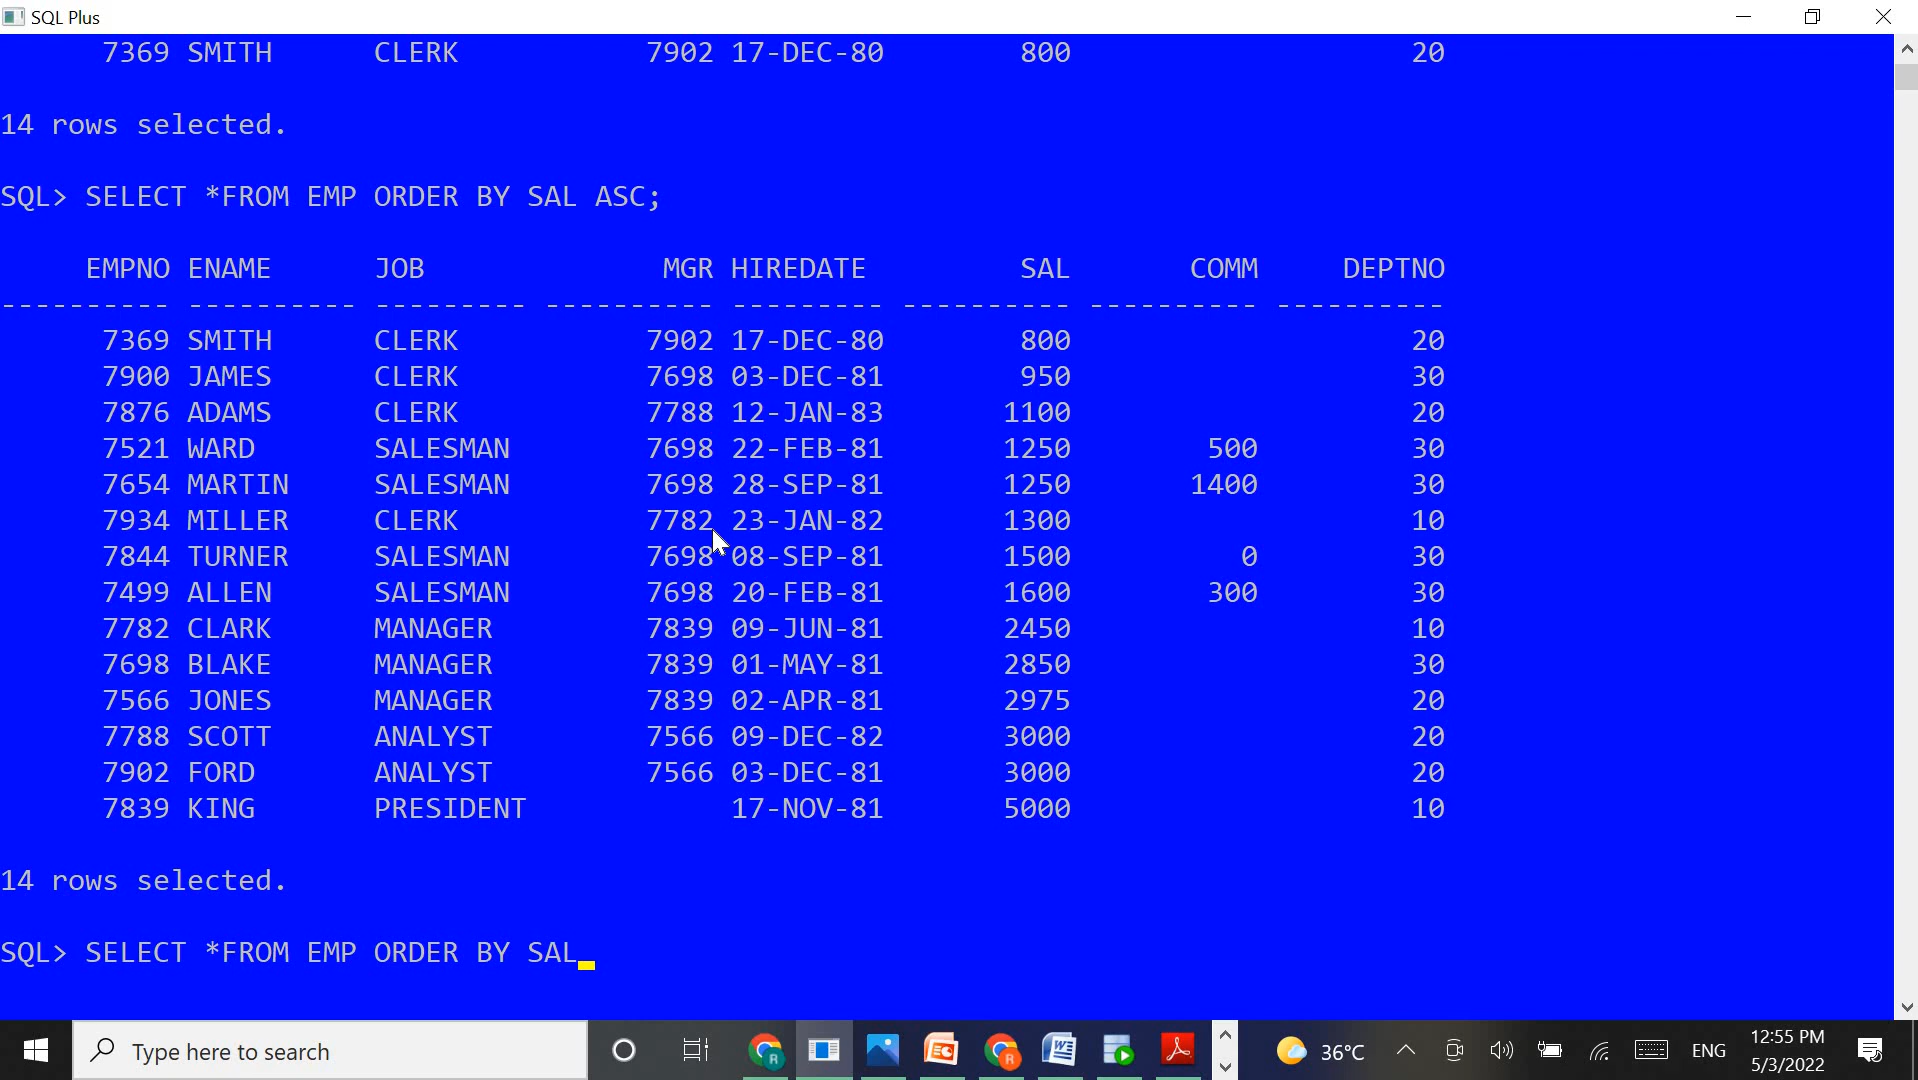 SQL Plus
7369 SMITH CLERK 7902 17-DEC-80 800 20
14 rows selected.
SQL> SELECT *FROM EMP ORDER BY SAL ASC;
EMPNO ENAME JOB MGR HIREDATE SAL COMM DEPTNO
---------- ---------- --------- ---------- --------- ---------- ---------- ----------
7369 SMITH CLERK 7902 17-DEC-80 800 20
7900 JAMES CLERK 7698 03-DEC-81 950 30
7876 ADAMS CLERK 7788 12-JAN-83 1100 20
7521 WARD SALESMAN 7698 22-FEB-81 1250 500 30
7654 MARTIN SALESMAN 7698 28-SEP-81 1250 1400 30
7934 MILLER CLERK 7782 23-JAN-82 1300 10
7844 TURNER SALESMAN 7698 08-SEP-81 1500 0 30
7499 ALLEN SALESMAN 7698 20-FEB-81 1600 300 30
7782 CLARK MANAGER 7839 09-JUN-81 2450 10
7698 BLAKE MANAGER 7839 01-MAY-81 2850 30
7566 JONES MANAGER 7839 02-APR-81 2975 20
7788 SCOTT ANALYST 7566 09-DEC-82 3000 20
7902 FORD ANALYST 7566 03-DEC-81 3000 20
7839 KING PRESIDENT 17-NOV-81 5000 10
14 rows selected.
SQL> SELECT *FROM EMP ORDER BY SAL
Type here to search
36°C
ENG
12:55 PM
5/3/2022